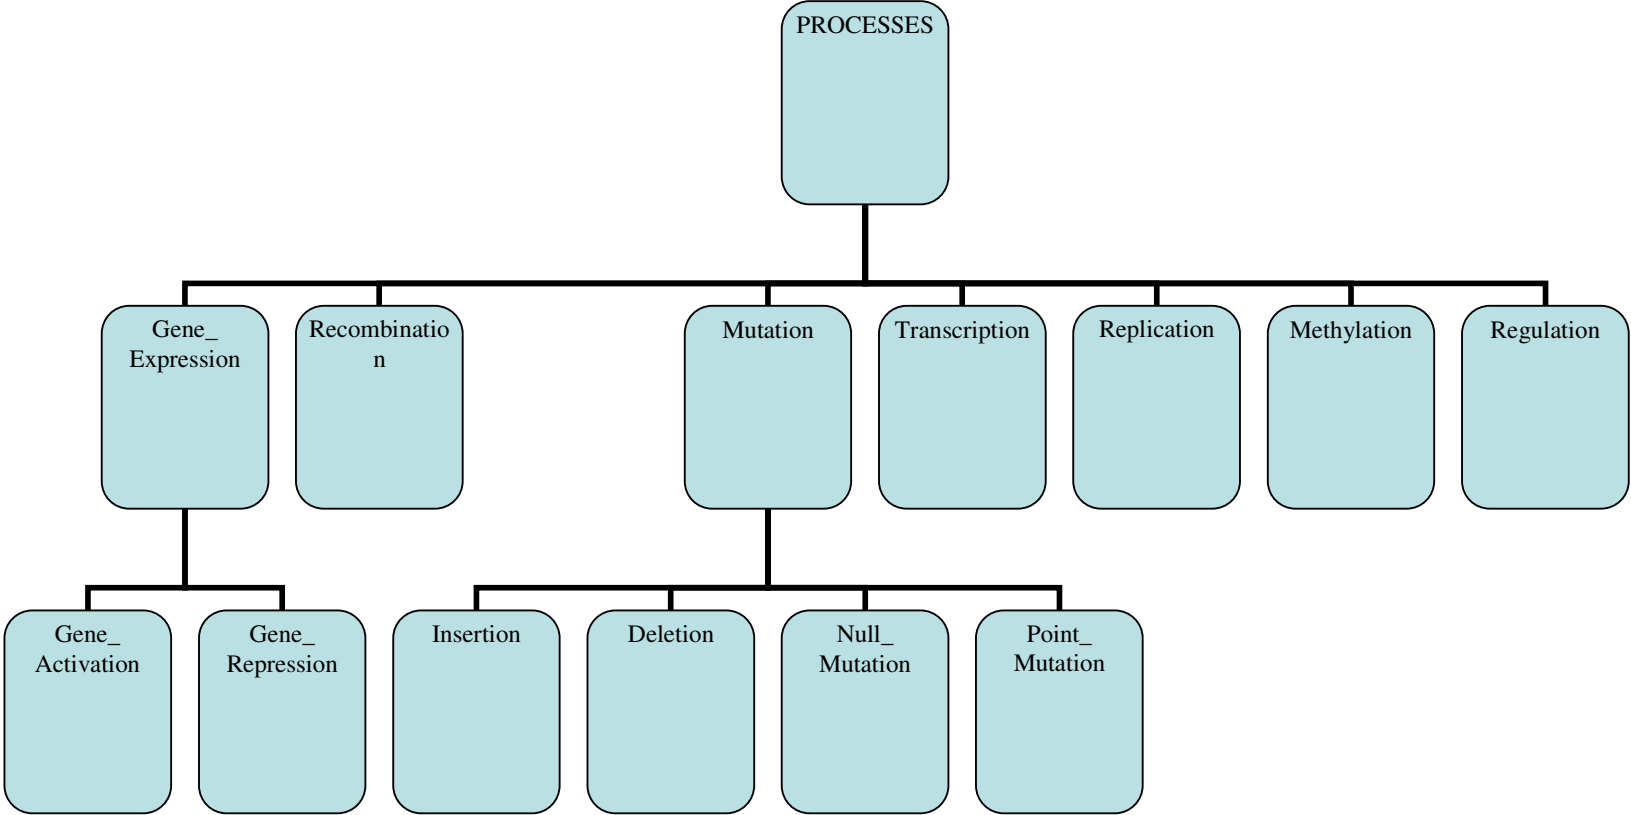 PROCESSES
Gene_
Expression
Recombinatio
n
Mutation
Transcription
Replication
Methylation
Regulation
Gene_
Activation
Gene_
Repression
Insertion
Deletion
Null_
Mutation
Point_
Mutation